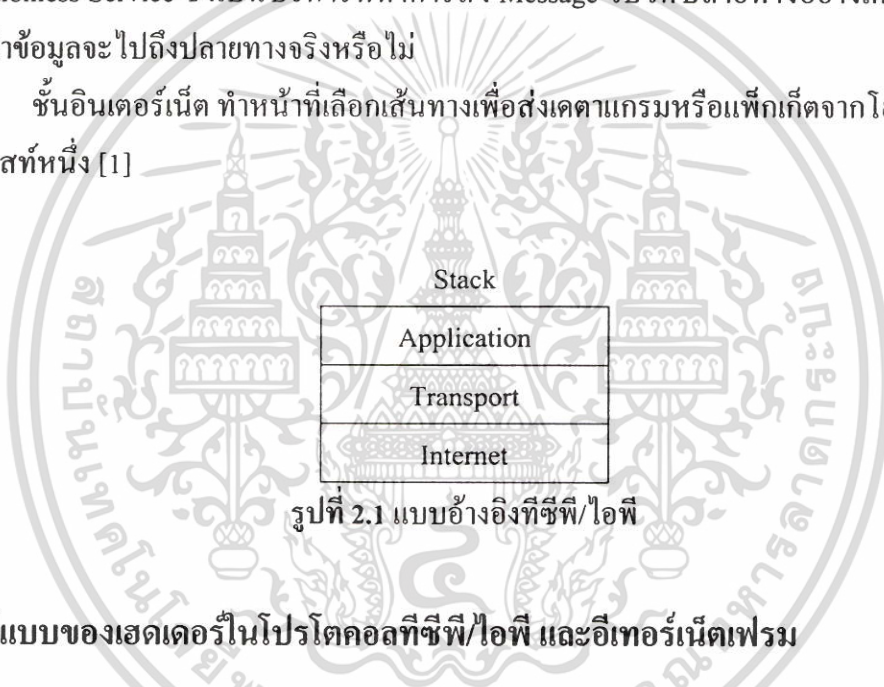 Message
าข้อมูลจะไปถึงปลายทางจริงหรือไม่
ชั้นอินเตอร์เน็ต ทำหน้าที่เลือกเส้นทางเพื่อส่งเดตาแกรมหรือแพ็กเก็ตจากโฮ
สท์หนึ่ง [1]
Stack
Application
Transport
Internet
รูปที่ 2.1 แบบอ้างอิงทีซีพี/ไอพี
แบบของเฮดเดอร์ในโปรโตคอลทีซีพี/ไอพี และอีเทอร์เน็ตเฟรม